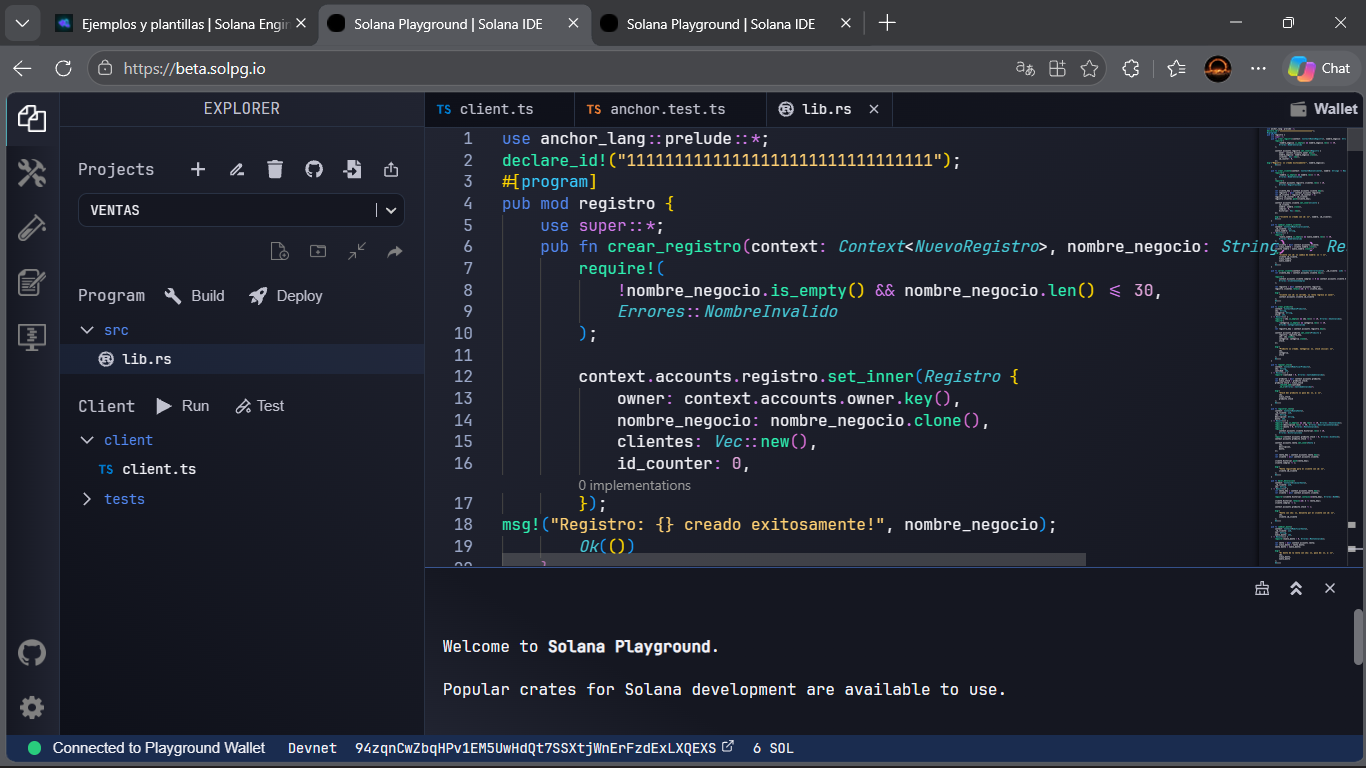 Ejemplos y plantillas | Solana Engin
Solana Playground | Solana IDE
Solana Playground | Solana IDE
https://beta.solpg.io
Chat
EXPLORER
TS client.ts
TS anchor.test.ts
lib.rs
Wallet
Projects
VENTAS
Program
Build
Deploy
src
lib.rs
Client
Run
Test
client
TS client.ts
tests
1 use anchor_lang::prelude::*;
2 declare_id!("11111111111111111111111111111111");
3 #[program]
4 pub mod registro {
5 use super::*;
6 pub fn crear_registro(context: Context<NuevoRegistro>, nombre_negocio: String) -> Re
7 require!(
8 !nombre_negocio.is_empty() && nombre_negocio.len() <= 30,
9 Errores::NombreInvalido
10 );
11
12 context.accounts.registro.set_inner(Registro {
13 owner: context.accounts.owner.key(),
14 nombre_negocio: nombre_negocio.clone(),
15 clientes: Vec::new(),
16 id_counter: 0,
0 implementations
17 });
18 msg!("Registro: {} creado exitosamente!", nombre_negocio);
19 Ok(())
20 }
Welcome to Solana Playground.
Popular crates for Solana development are available to use.
Connected to Playground Wallet
Devnet
94zqnCwZbqHPv1EM5UwHdQt7SSXtjWnErFzdExLXQEXS
6 SOL